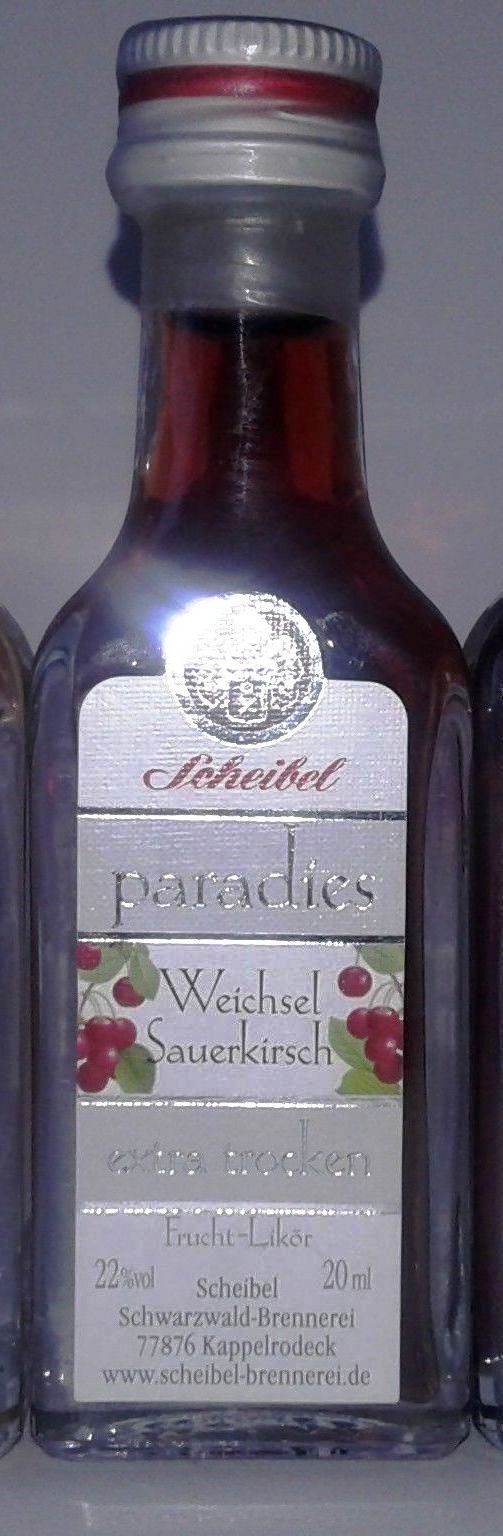 Scheibel
paradies
Weichsel
Sauerkirsch
extra trocken
Frucht-Likör
22%vol 20 ml
Scheibel
Schwarzwald-Brennerei
77876 Kappelrodeck
www.scheibel-brennerei.de